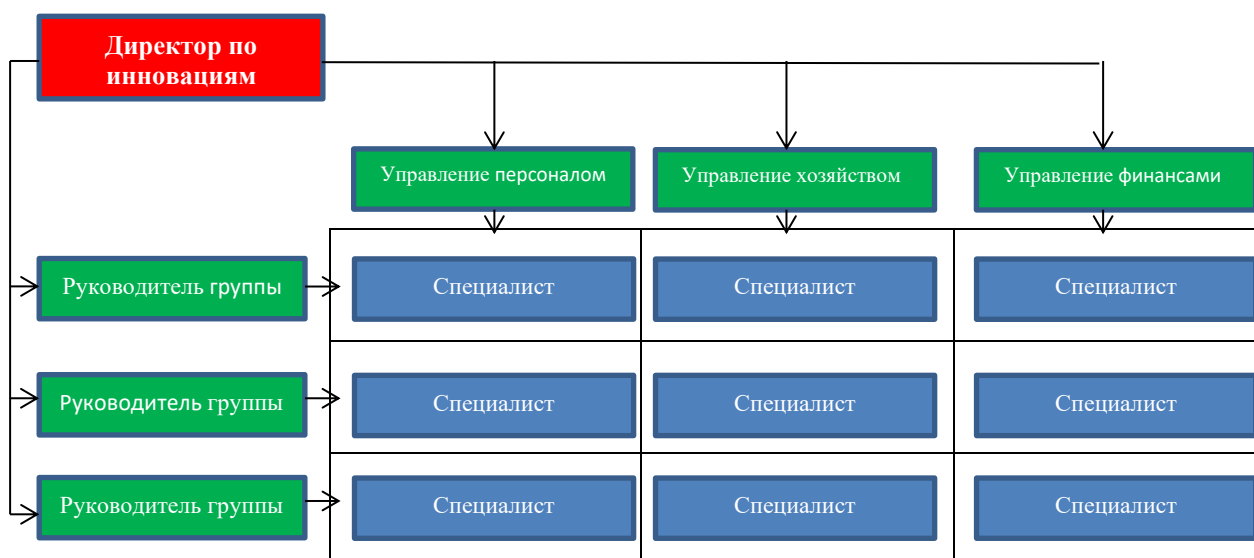 Директор по
инновациям
Управление персоналом
Управление хозяйством
Управление финансами
Руководитель группы
Специалист
Специалист
Специалист
Руководитель группы
Специалист
Специалист
Специалист
Руководитель группы
Специалист
Специалист
Специалист